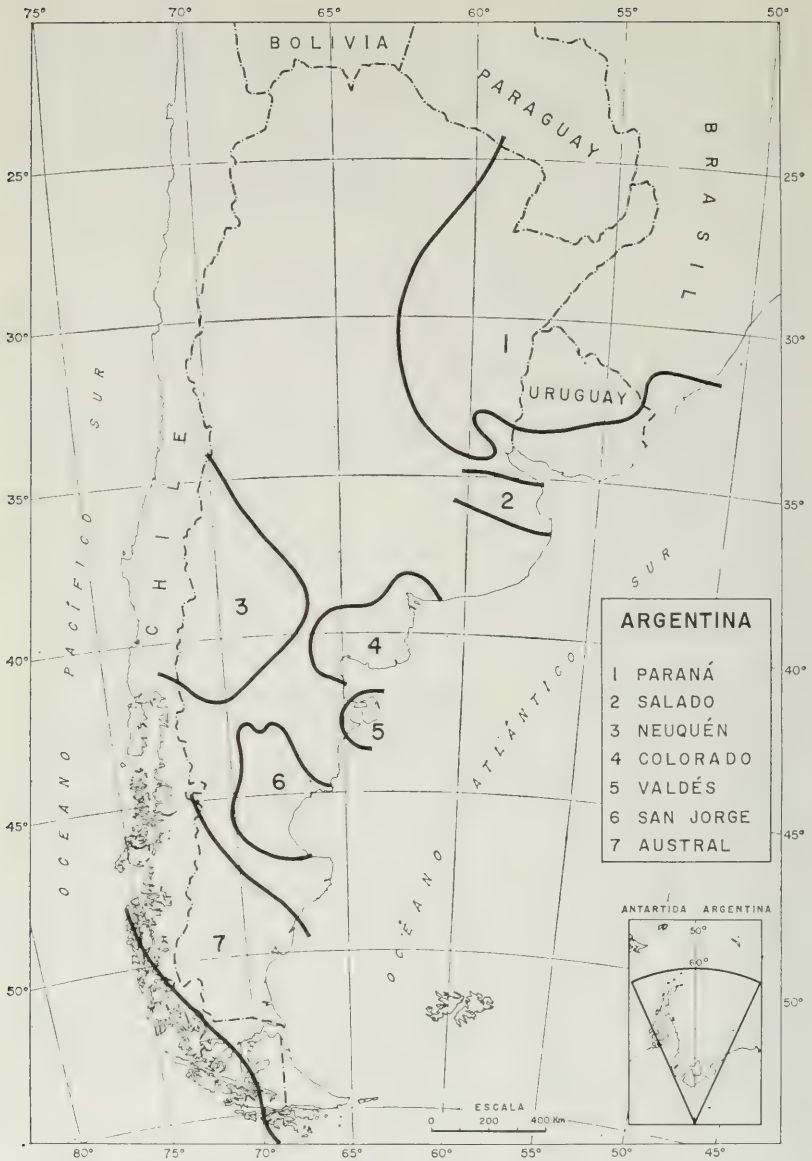 75° 70° 65° 60° 55° 50°
BOLIVIA
PARAGUAY
BRASIL
25° 25°
30° 30°
1
URUGUAY
SUR
CHILE
35° 35°
2
PACÍFICO
SUR
3
4
40° 40°
ATLÁNTICO
5
6
ARGENTINA
1 PARANÁ
2 SALADO
3 NEUQUÉN
4 COLORADO
5 VALDÉS
6 SAN JORGE
7 AUSTRAL
45° 45°
OCEANO
OCÉANO
7
ANTARTIDA ARGENTINA
50°
60°
50° 50°
ESCALA
0 200 400 Km
80° 75° 70° 65° 60° 55° 50° 45°